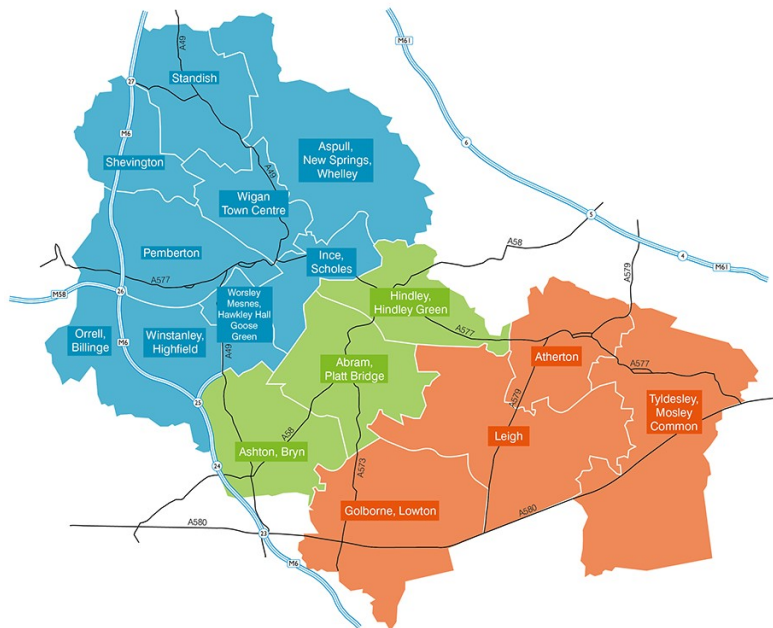 M61
A49
Standish
27
M6
6
Aspull,
New Springs,
Whelley
Shevington
A49
Wigan
Town Centre
5
Pemberton
Ince,
Scholes
A58
4
M61
A579
A577
M58
26
Worsley
Mesnes,
Hawkley Hall
Goose
Green
Hindley,
Hindley Green
Orrell,
Billinge
Winstanley,
Highfield
M6
A577
A49
Abram,
Platt Bridge
Atherton
A577
25
A579
Tyldesley,
Mosley
Common
Ashton, Bryn
A58
Leigh
24
A573
Golborne, Lowton
A580
A580
23
M6